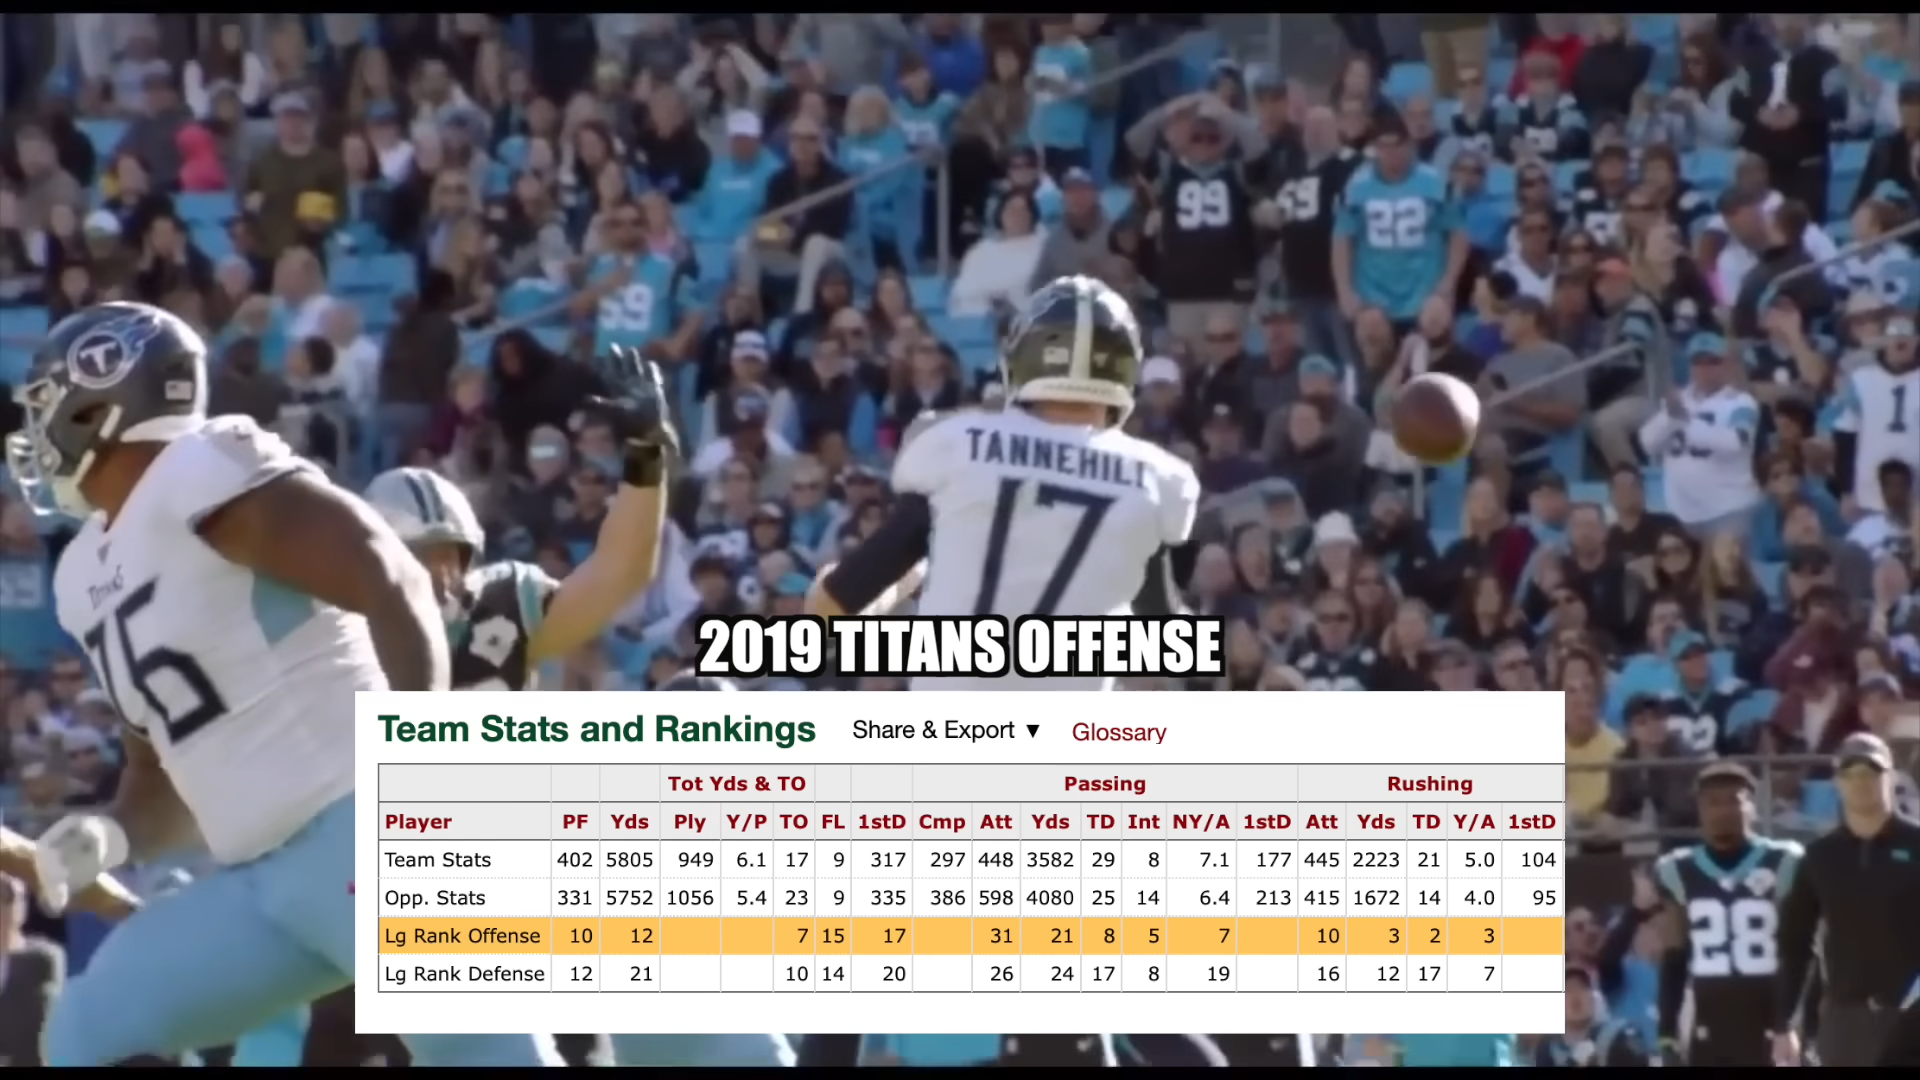 99
59
22
59
1
TANNEHILL
17
TITANS
76
2019 TITANS OFFENSE
Team Stats and Rankings Share & Export ▼ Glossary
Tot Yds & TO Passing Rushing
Player PF Yds Ply Y/P TO FL 1stD Cmp Att Yds TD Int NY/A 1stD Att Yds TD Y/A 1stD
Team Stats 402 5805 949 6.1 17 9 317 297 448 3582 29 8 7.1 177 445 2223 21 5.0 104
Opp. Stats 331 5752 1056 5.4 23 9 335 386 598 4080 25 14 6.4 213 415 1672 14 4.0 95
Lg Rank Offense 10 12 7 15 17 31 21 8 5 7 10 3 2 3
Lg Rank Defense 12 21 10 14 20 26 24 17 8 19 16 12 17 7
28